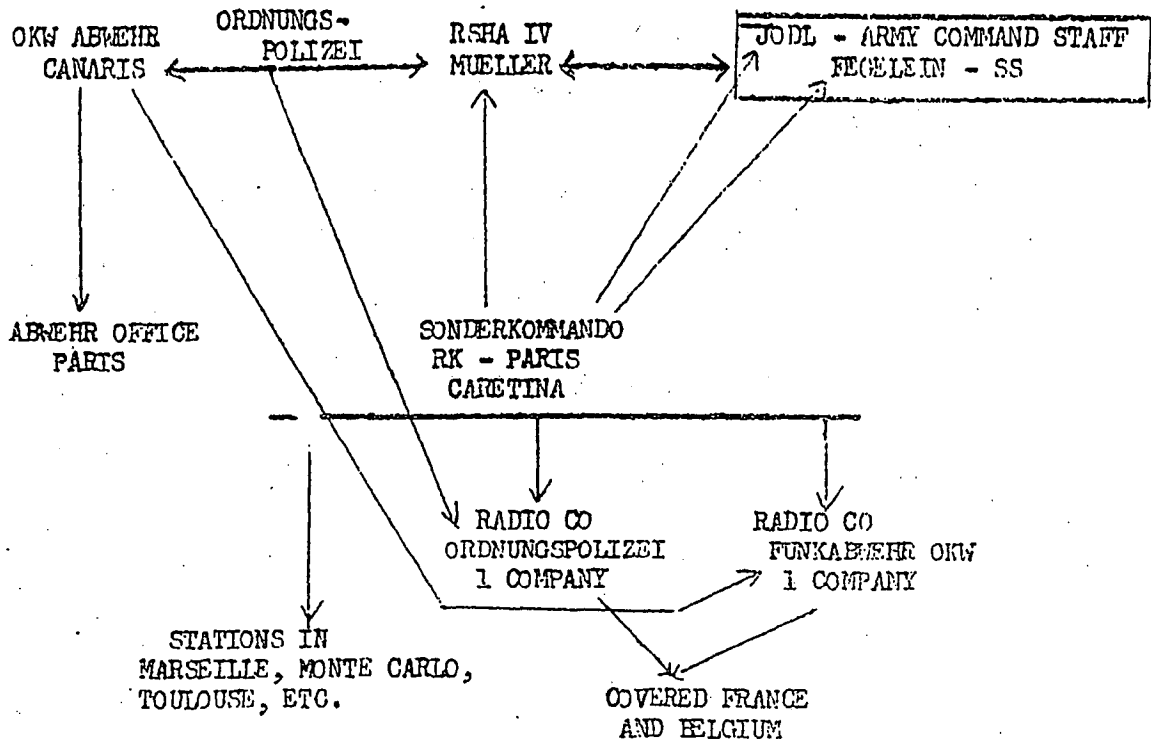 OKW ABWEHR
CANARIS
ORDNUNGS-
POLIZEI
RSHA IV
MUELLER
JODL - ARMY COMMAND STAFF
FEGELEIN - SS
ABWEHR OFFICE
PARIS
SONDERKOMMANDO
RK - PARIS
CARETINA
RADIO CO
ORDNUNGSPOLIZEI
1 COMPANY
RADIO CO
FUNKABWEHR OKW
1 COMPANY
STATIONS IN
MARSEILLE, MONTE CARLO,
TOULOUSE, ETC.
COVERED FRANCE
AND BELGIUM